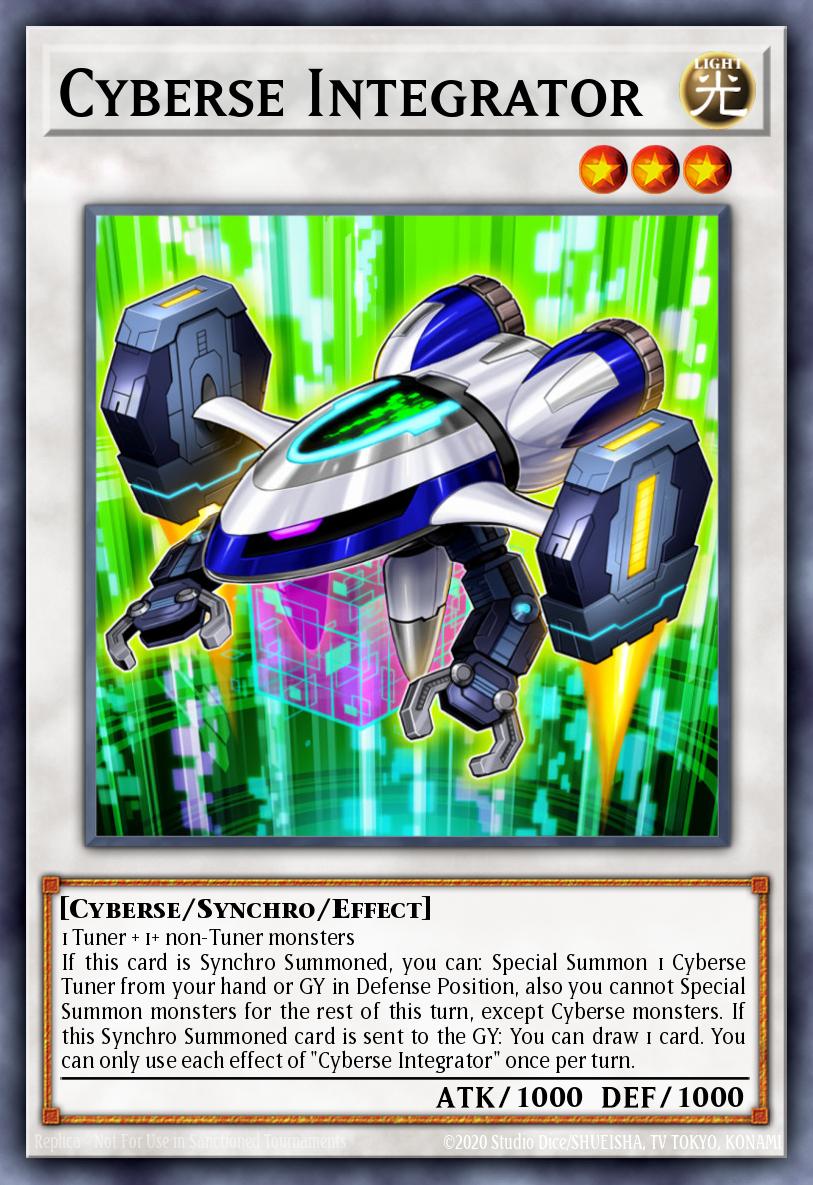 Cyberse Integrator
LIGHT
光
[Cyberse/Synchro/Effect]
1 Tuner + 1+ non-Tuner monsters
If this card is Synchro Summoned, you can: Special Summon 1 Cyberse
Tuner from your hand or GY in Defense Position, also you cannot Special
Summon monsters for the rest of this turn, except Cyberse monsters. If
this Synchro Summoned card is sent to the GY: You can draw 1 card. You
can only use each effect of "Cyberse Integrator" once per turn.
ATK/1000 DEF/1000
Replica - Not For Use in Sanctioned Tournaments
©2020 Studio Dice/SHUEISHA, TV TOKYO, KONAMI